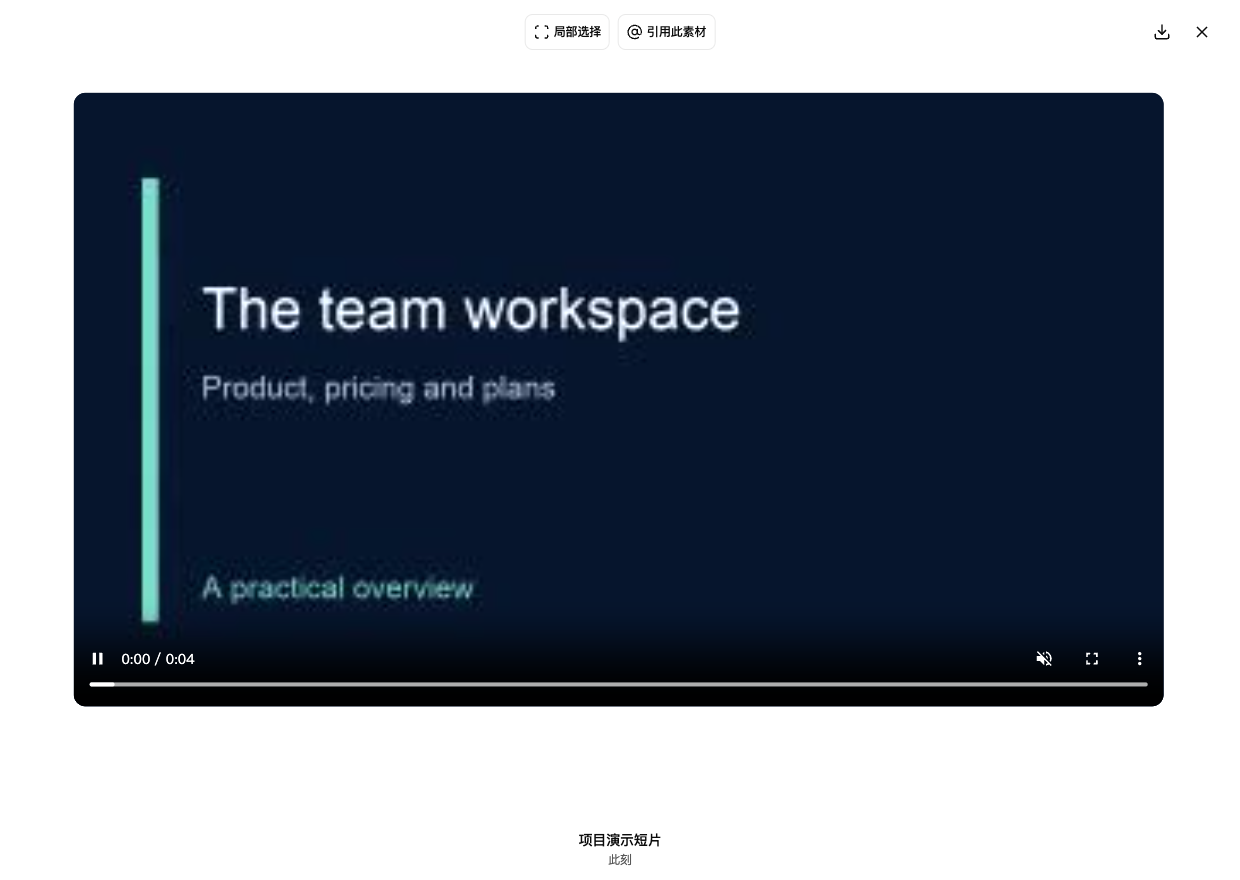 局部选择
引用此素材
The team workspace
Product, pricing and plans
A practical overview
0:00 / 0:04
项目演示短片
此刻